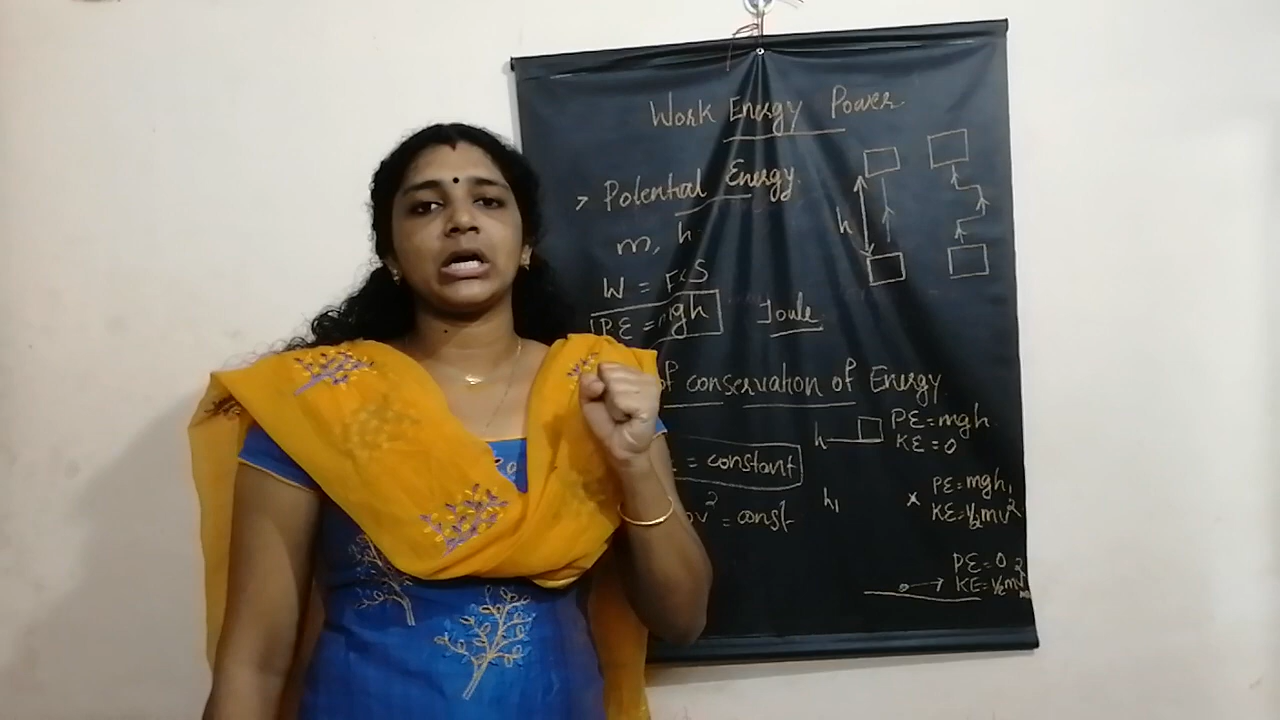 Work Energy Power
> Potential Energy
m, h
h
W = F×S
PE = mgh
Joule
of conservation of Energy
h
PE=mgh
KE=0
= constant
h₁
x
PE=mgh₁
KE=½mv²
v² = const
PE=0
KE=½mv²